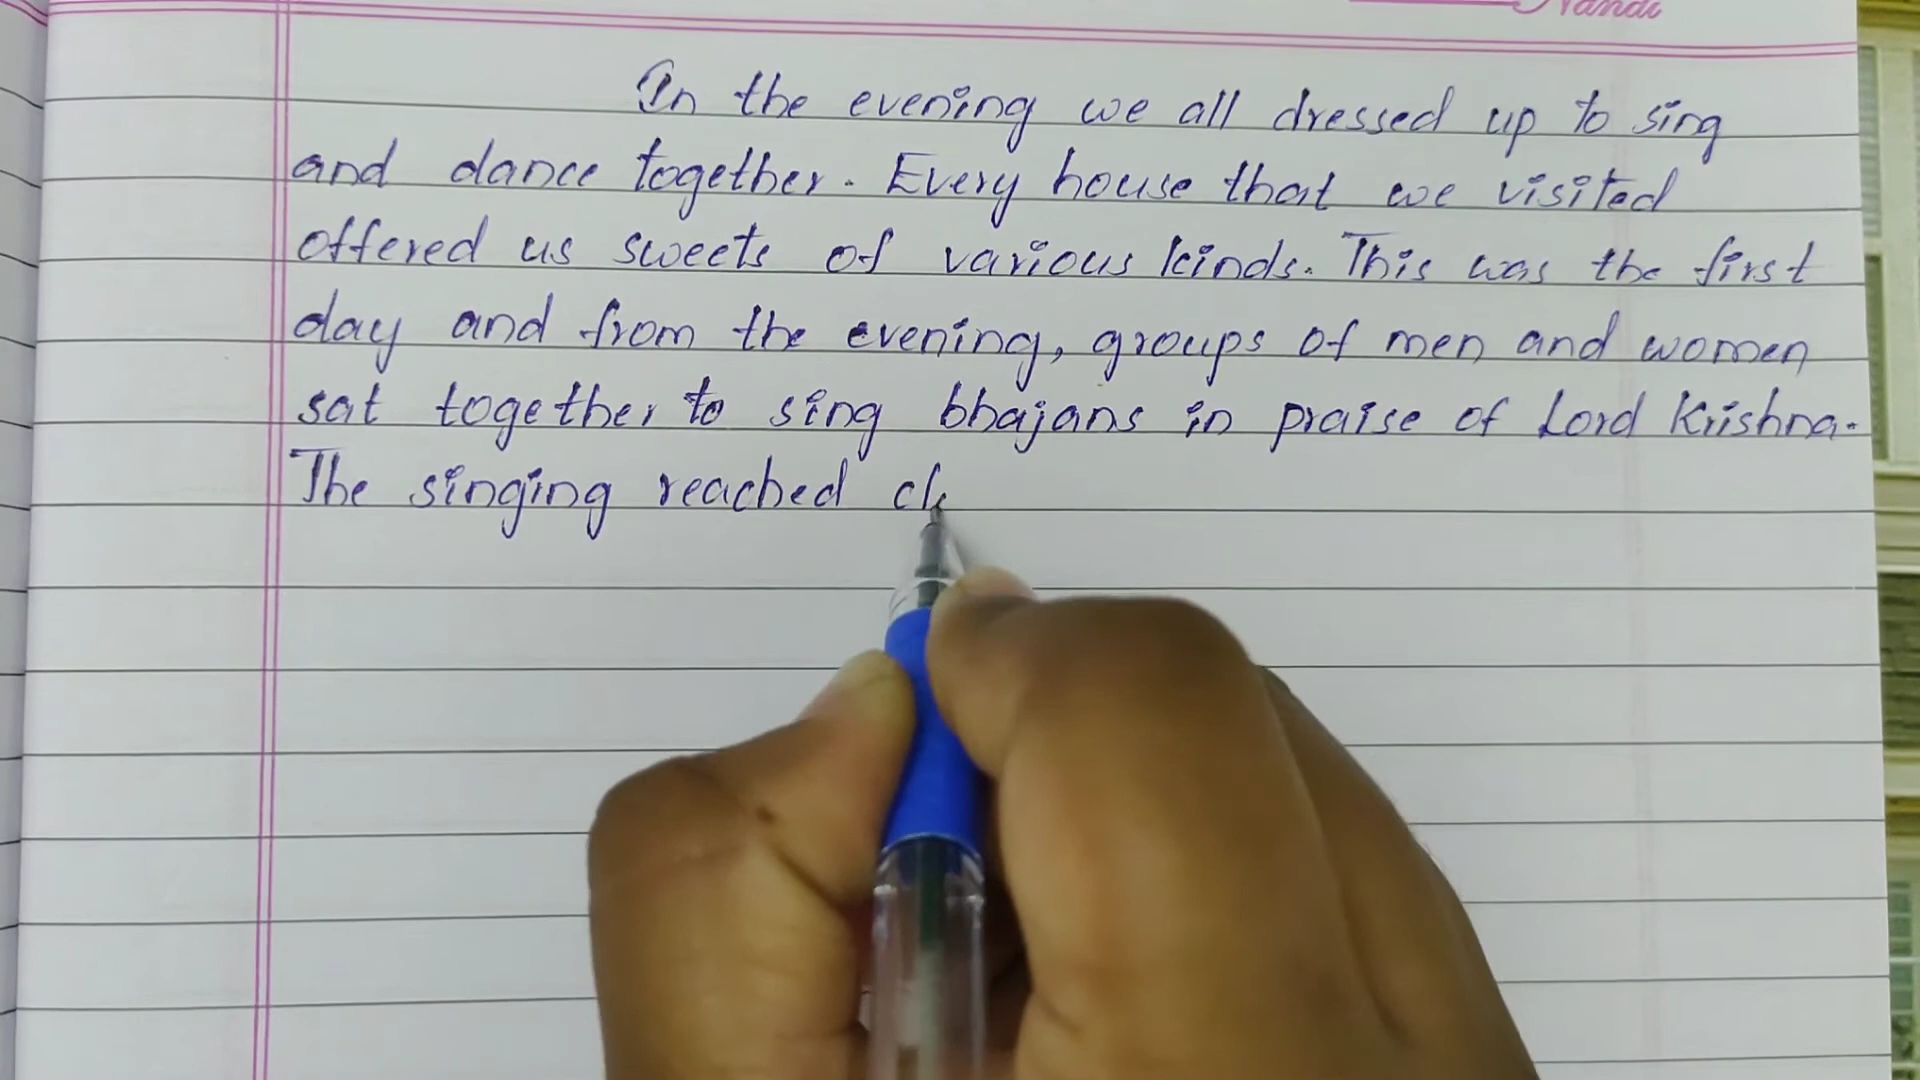 Nandi
In the evening we all dressed up to sing
and dance together. Every house that we visited
offered us sweets of various kinds. This was the first
day and from the evening, groups of men and women
sat together to sing bhajans in praise of Lord Krishna.
The singing reached cl